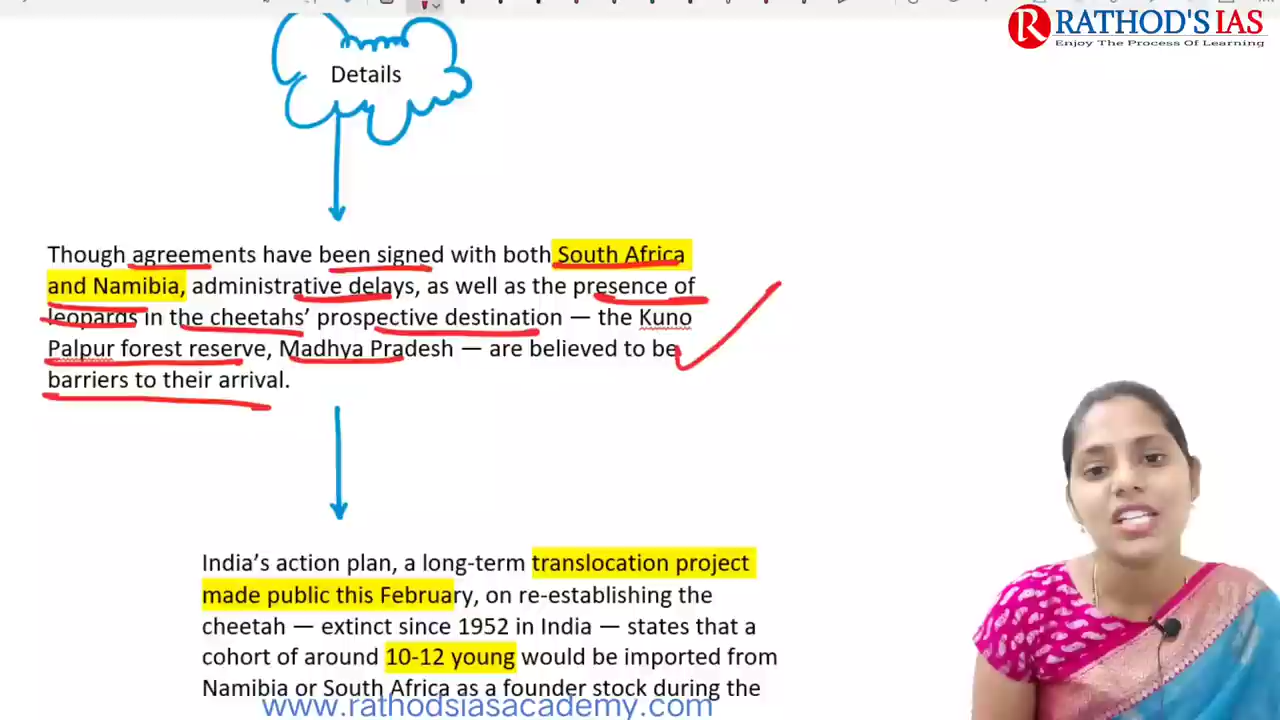 RATHOD'S IAS
Enjoy The Process Of Learning
Details
Though agreements have been signed with both South Africa
and Namibia, administrative delays, as well as the presence of
leopards in the cheetahs’ prospective destination — the Kuno
Palpur forest reserve, Madhya Pradesh — are believed to be
barriers to their arrival.
India’s action plan, a long-term translocation project
made public this February, on re-establishing the
cheetah — extinct since 1952 in India — states that a
cohort of around 10-12 young would be imported from
Namibia or South Africa as a founder stock during the
www.rathodsiasacademy.com